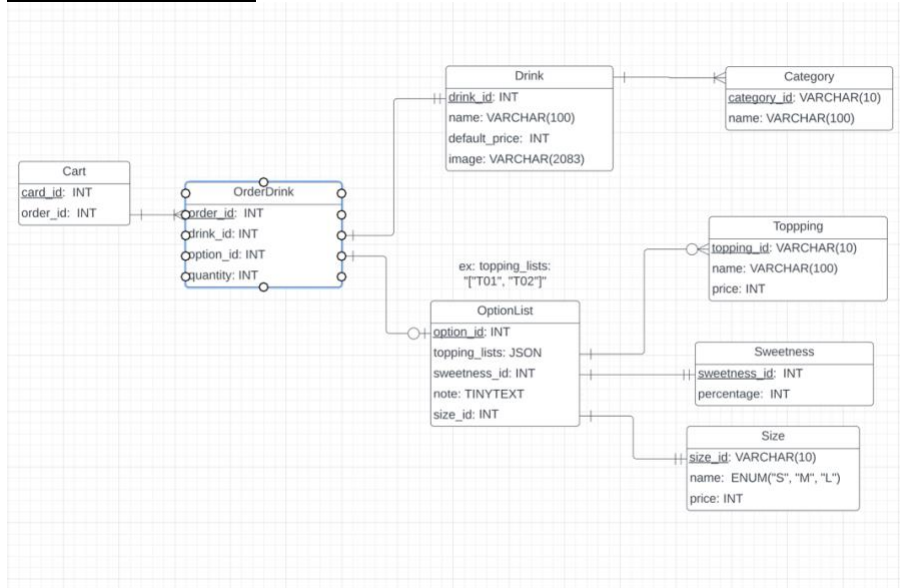 Drink
drink_id: INT
name: VARCHAR(100)
default_price: INT
image: VARCHAR(2083)
Category
category_id: VARCHAR(10)
name: VARCHAR(100)
Cart
card_id: INT
order_id: INT
OrderDrink
order_id: INT
drink_id: INT
option_id: INT
quantity: INT
Toppping
topping_id: VARCHAR(10)
name: VARCHAR(100)
price: INT
ex: topping_lists:
"["T01", "T02"]"
OptionList
option_id: INT
topping_lists: JSON
sweetness_id: INT
note: TINYTEXT
size_id: INT
Sweetness
sweetness_id: INT
percentage: INT
Size
size_id: VARCHAR(10)
name: ENUM("S", "M", "L")
price: INT